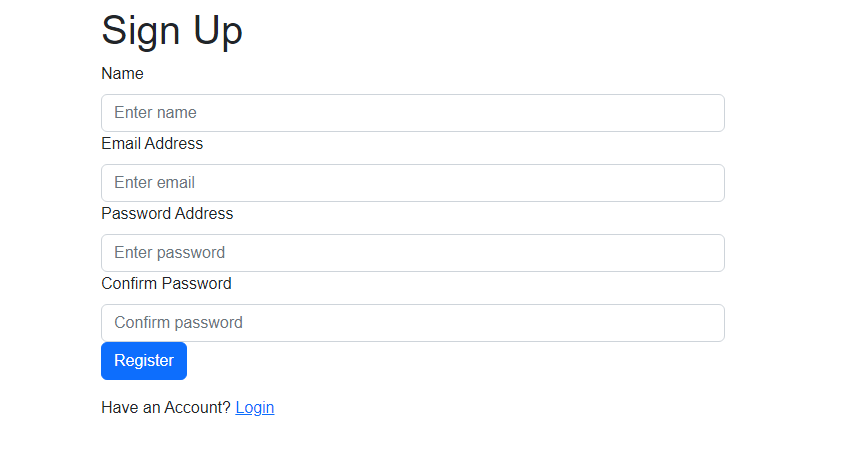 Sign Up
Name
Enter name
Email Address
Enter email
Password Address
Enter password
Confirm Password
Confirm password
Register
Have an Account? Login